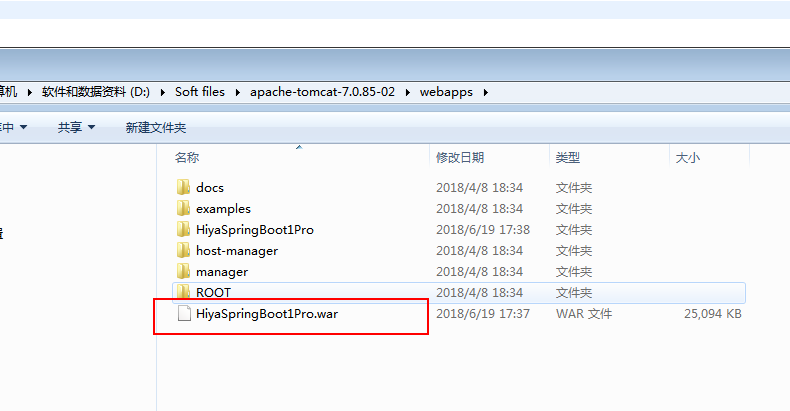 算机 ▸ 软件和数据资料 (D:) ▸ Soft files ▸ apache-tomcat-7.0.85-02 ▸ webapps ▸
库中 共享 新建文件夹
名称 修改日期 类型 大小
docs 2018/4/8 18:34 文件夹
examples 2018/4/8 18:34 文件夹
HiyaSpringBoot1Pro 2018/6/19 17:38 文件夹
host-manager 2018/4/8 18:34 文件夹
manager 2018/4/8 18:34 文件夹
ROOT 2018/4/8 18:34 文件夹
HiyaSpringBoot1Pro.war 2018/6/19 17:37 WAR 文件 25,094 KB